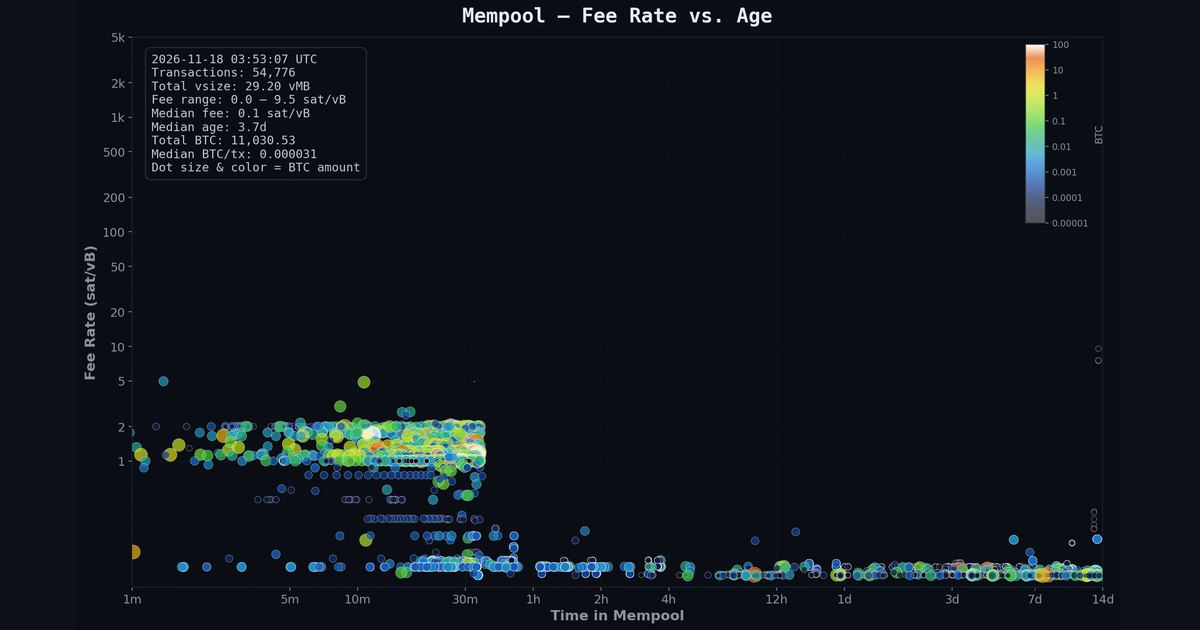 Mempool — Fee Rate vs. Age
2026-11-18 03:53:07 UTC
Transactions: 54,776
Total vsize: 29.20 vMB
Fee range: 0.0 – 9.5 sat/vB
Median fee: 0.1 sat/vB
Median age: 3.7d
Total BTC: 11,030.53
Median BTC/tx: 0.000031
Dot size & color = BTC amount
Fee Rate (sat/vB)
5k
2k
1k
500
200
100
50
20
10
5
2
1
100
10
1
0.1
0.01
0.001
0.0001
0.00001
BTC
1m
5m
10m
30m
1h
2h
4h
12h
1d
3d
7d
14d
Time in Mempool